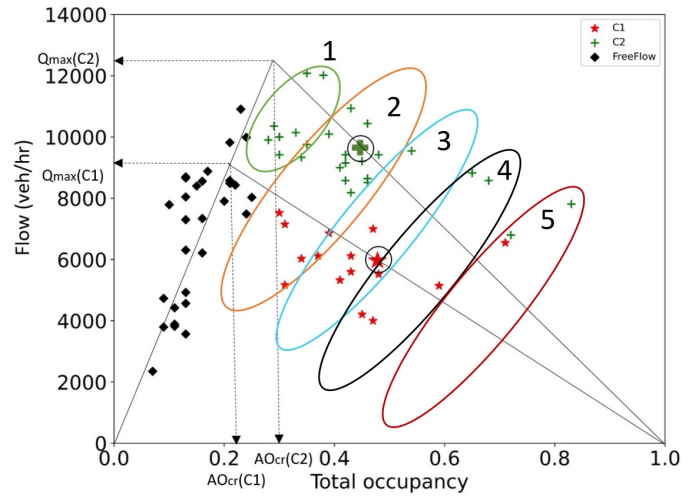 14000
C1
C2
FreeFlow
1
Qmax(C2)
12000
2
10000
3
Qmax(C1)
4
8000
5
Flow (veh/hr)
6000
4000
2000
0
0.0
0.2
0.4
0.6
0.8
1.0
AOcr(C2)
AOcr(C1)
Total occupancy